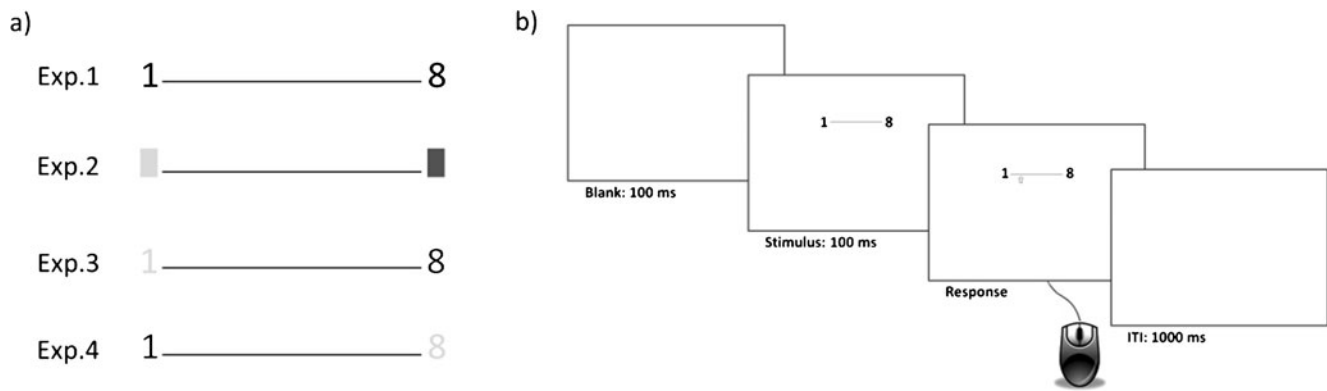 a)
Exp.1 1 8
Exp.2
Exp.3 1 8
Exp.4 1 8
b)
Blank: 100 ms
1 8
Stimulus: 100 ms
1 8
Response
ITI: 1000 ms